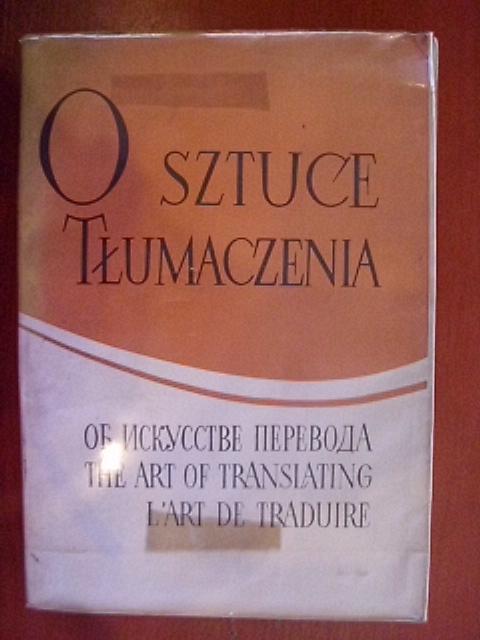 O SZTUCE
TŁUMACZENIA
ОБ ИСКУССТВЕ ПЕРЕВОДА
THE ART OF TRANSLATING
L'ART DE TRADUIRE